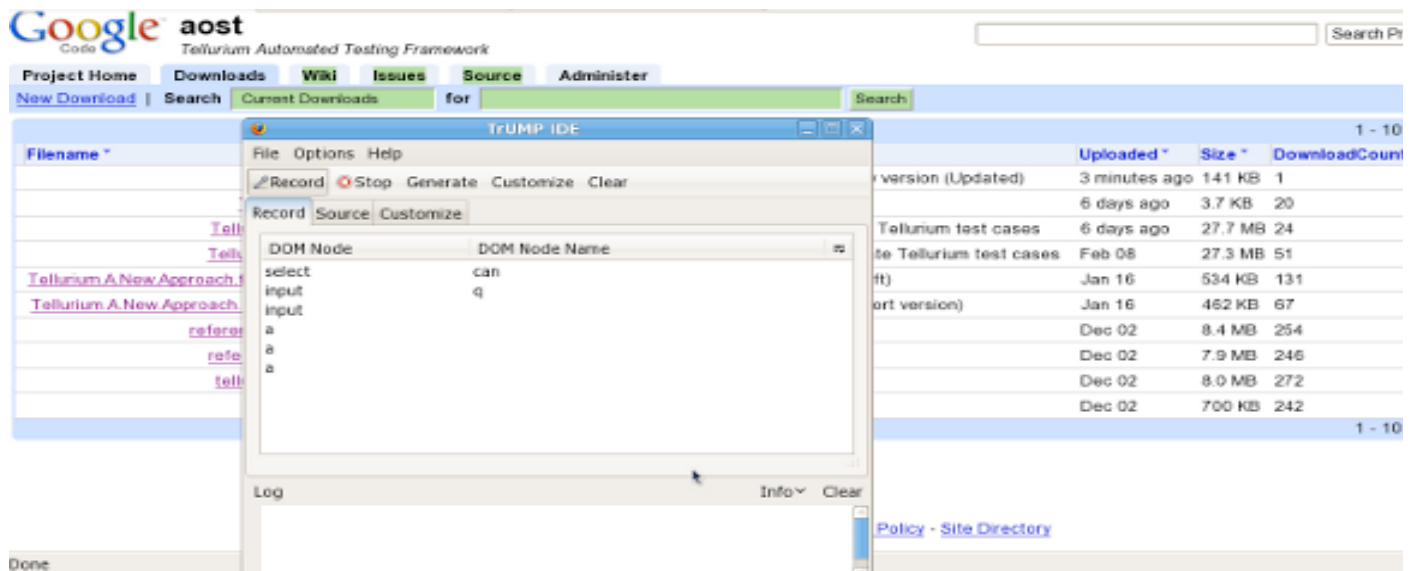 Google Code aost
Tellurium Automated Testing Framework
Search Pr
Project Home Downloads Wiki Issues Source Administer
New Download | Search Current Downloads for Search
TrUMP IDE
File Options Help
Record Stop Generate Customize Clear
Record Source Customize
DOM Node DOM Node Name
select can
input q
input
a
a
a
Log Info Clear
1 - 10
Filename Uploaded Size DownloadCount
version (Updated) 3 minutes ago 141 KB 1
6 days ago 3.7 KB 20
Tell Tellurium test cases 6 days ago 27.7 MB 24
Tell te Tellurium test cases Feb 08 27.3 MB 51
Tellurium.A.New.Approach. ft) Jan 16 534 KB 131
Tellurium.A.New.Approach. ort version) Jan 16 462 KB 67
refere Dec 02 8.4 MB 254
refe Dec 02 7.9 MB 246
tell Dec 02 8.0 MB 272
Dec 02 700 KB 242
1 - 10
Policy - Site Directory
Done